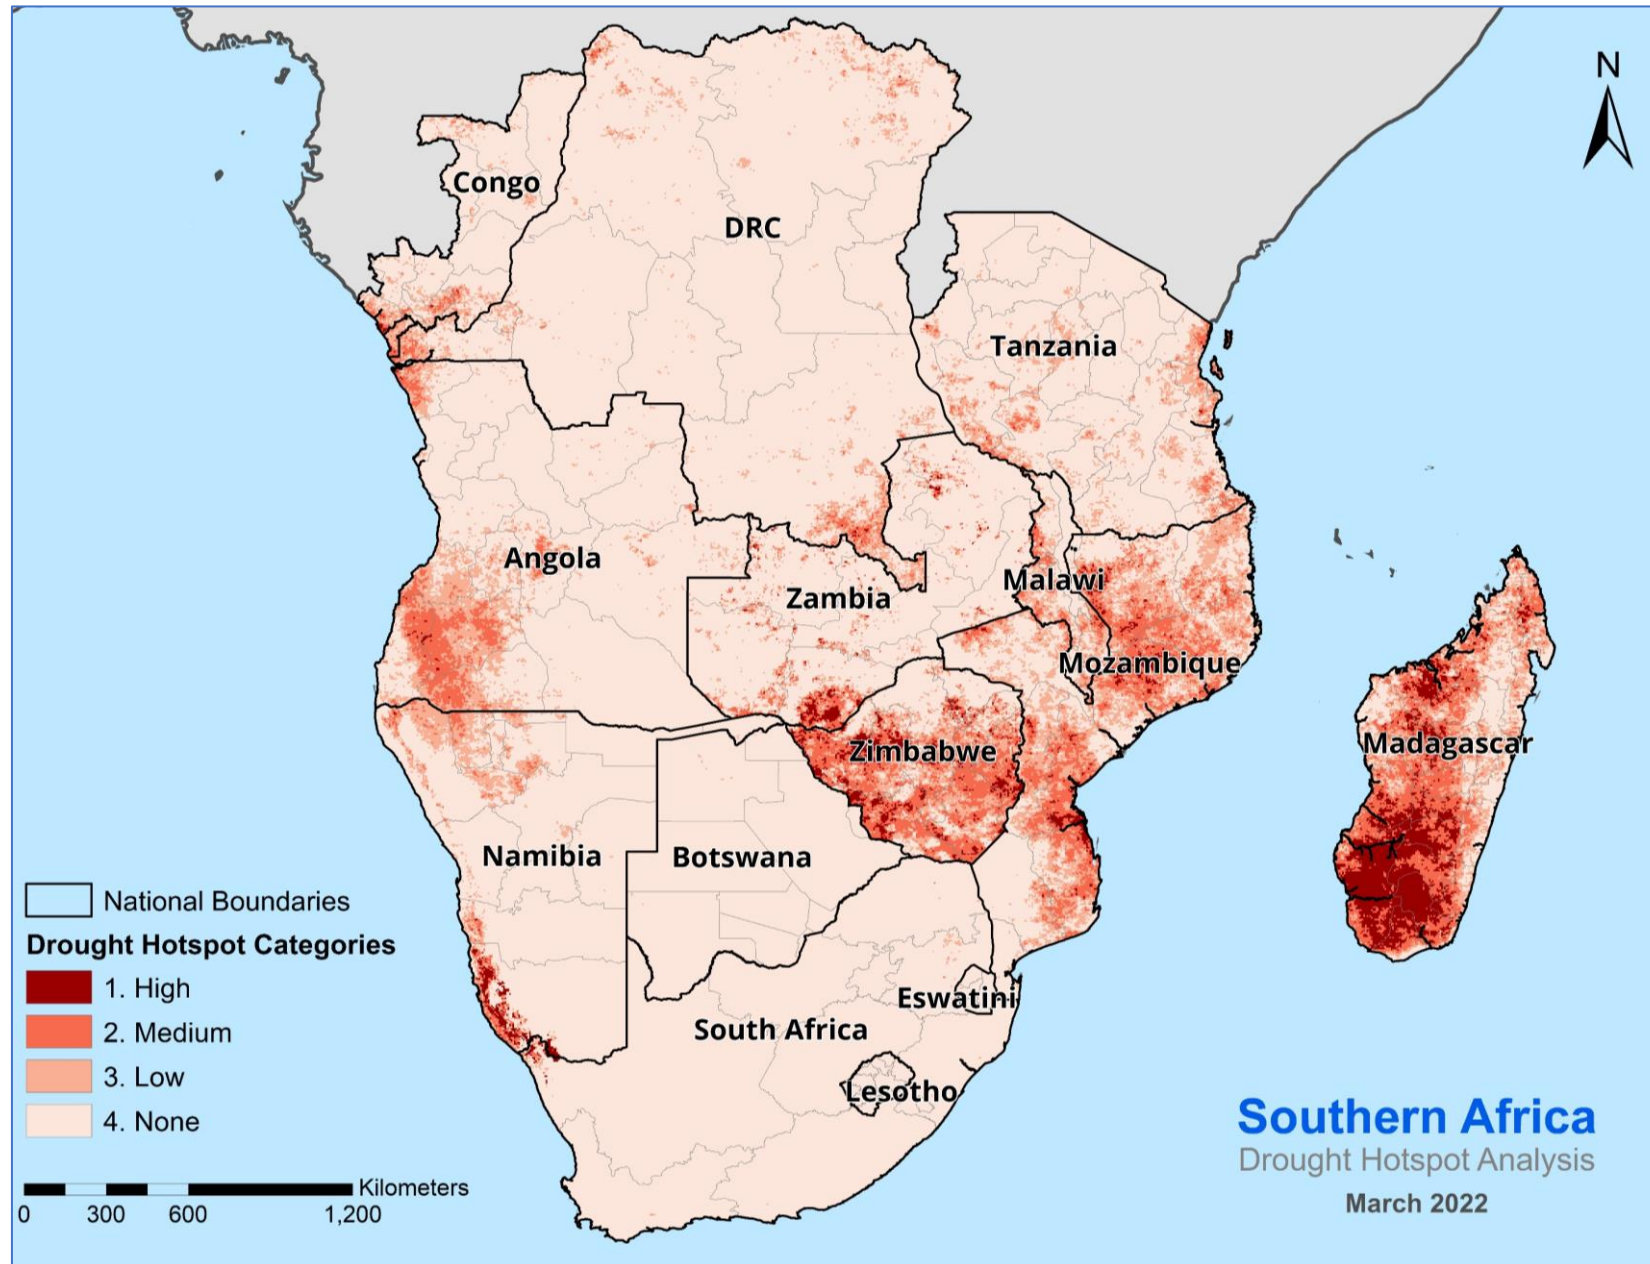 N
Congo
DRC
Tanzania
Angola
Zambia
Malawi
Mozambique
Zimbabwe
Madagascar
Namibia
Botswana
Eswatini
South Africa
Lesotho
National Boundaries
Drought Hotspot Categories
1. High
2. Medium
3. Low
4. None
Kilometers
0 300 600 1,200
Southern Africa
Drought Hotspot Analysis
March 2022